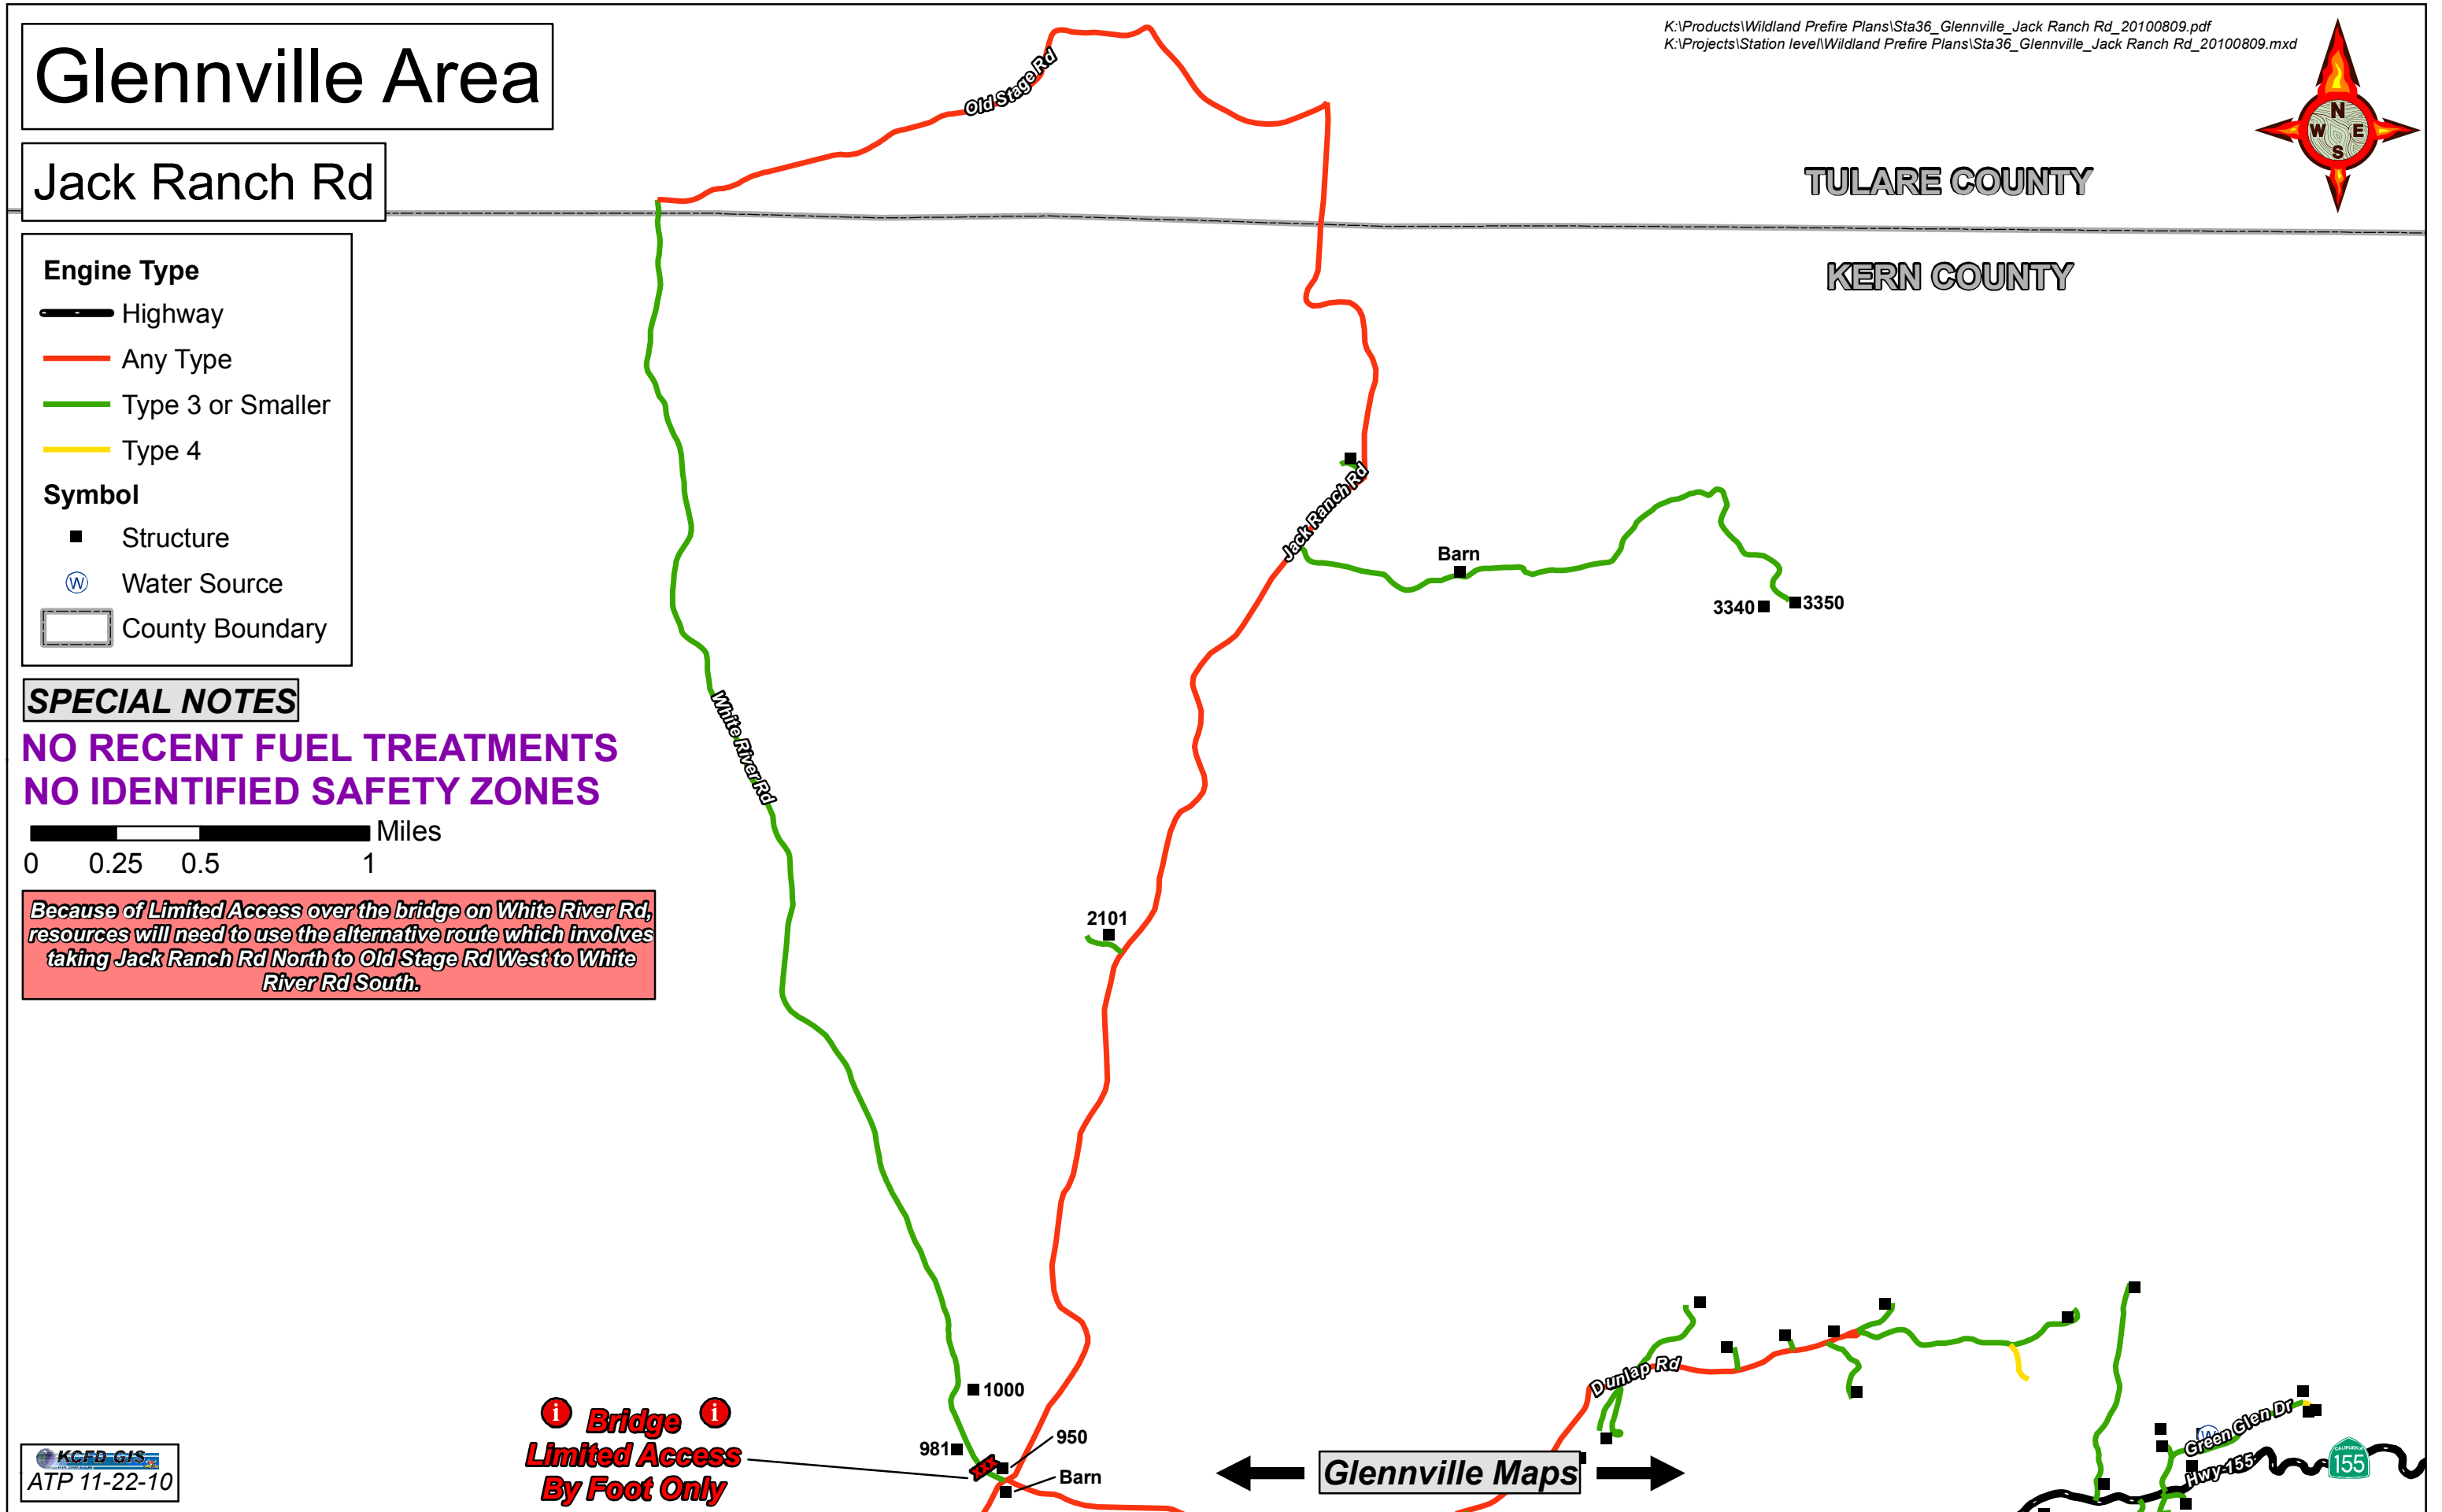 Glennville Area
Jack Ranch Rd
K:\Products\Wildland Prefire Plans\Sta36_Glennville_Jack Ranch Rd_20100809.pdf
K:\Projects\Station level\Wildland Prefire Plans\Sta36_Glennville_Jack Ranch Rd_20100809.mxd
N
W E
S
TULARE COUNTY
KERN COUNTY
Old Stage Rd
Engine Type
Highway
Any Type
Type 3 or Smaller
Type 4
Symbol
Structure
W Water Source
County Boundary
SPECIAL NOTES
NO RECENT FUEL TREATMENTS
NO IDENTIFIED SAFETY ZONES
Miles
0 0.25 0.5 1
Because of Limited Access over the bridge on White River Rd,
resources will need to use the alternative route which involves
taking Jack Ranch Rd North to Old Stage Rd West to White
River Rd South.
Jack Ranch Rd
Barn
3340
3350
White River Rd
2101
1000
981
950
Barn
xxx
i Bridge i
Limited Access
By Foot Only
Dunlap Rd
W
Green Glen Dr
Hwy-155
CALIFORNIA
155
Glennville Maps
KCFD GIS
ATP 11-22-10